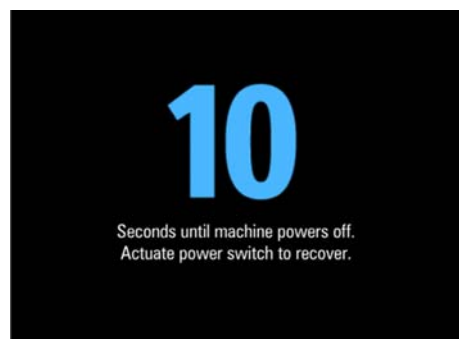 10
Seconds until machine powers off.
Actuate power switch to recover.